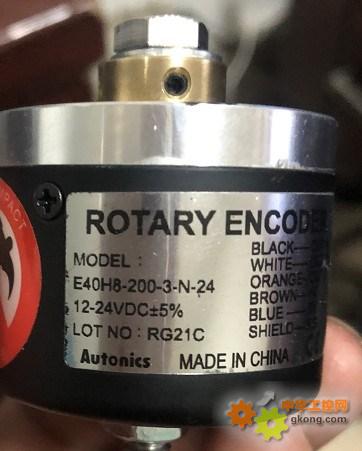 ROTARY ENCODER
MODEL :
E40H8-200-3-N-24
12-24VDC±5%
LOT NO : RG21C
BLACK—
WHITE—
ORANGE-
BROWN-
BLUE—
SHIELD—
Autonics MADE IN CHINA
中华工控网
gkong.com